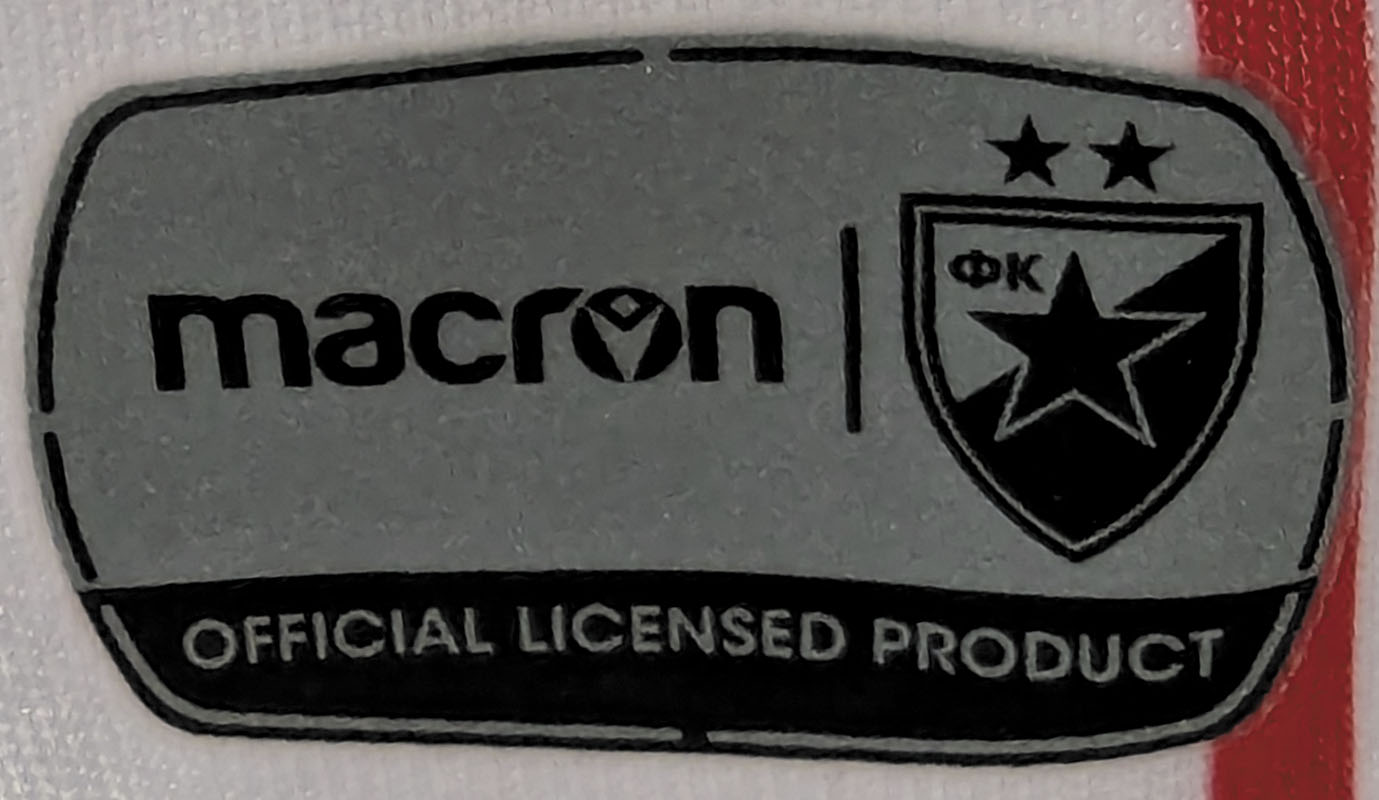 macron
ФК
OFFICIAL LICENSED PRODUCT